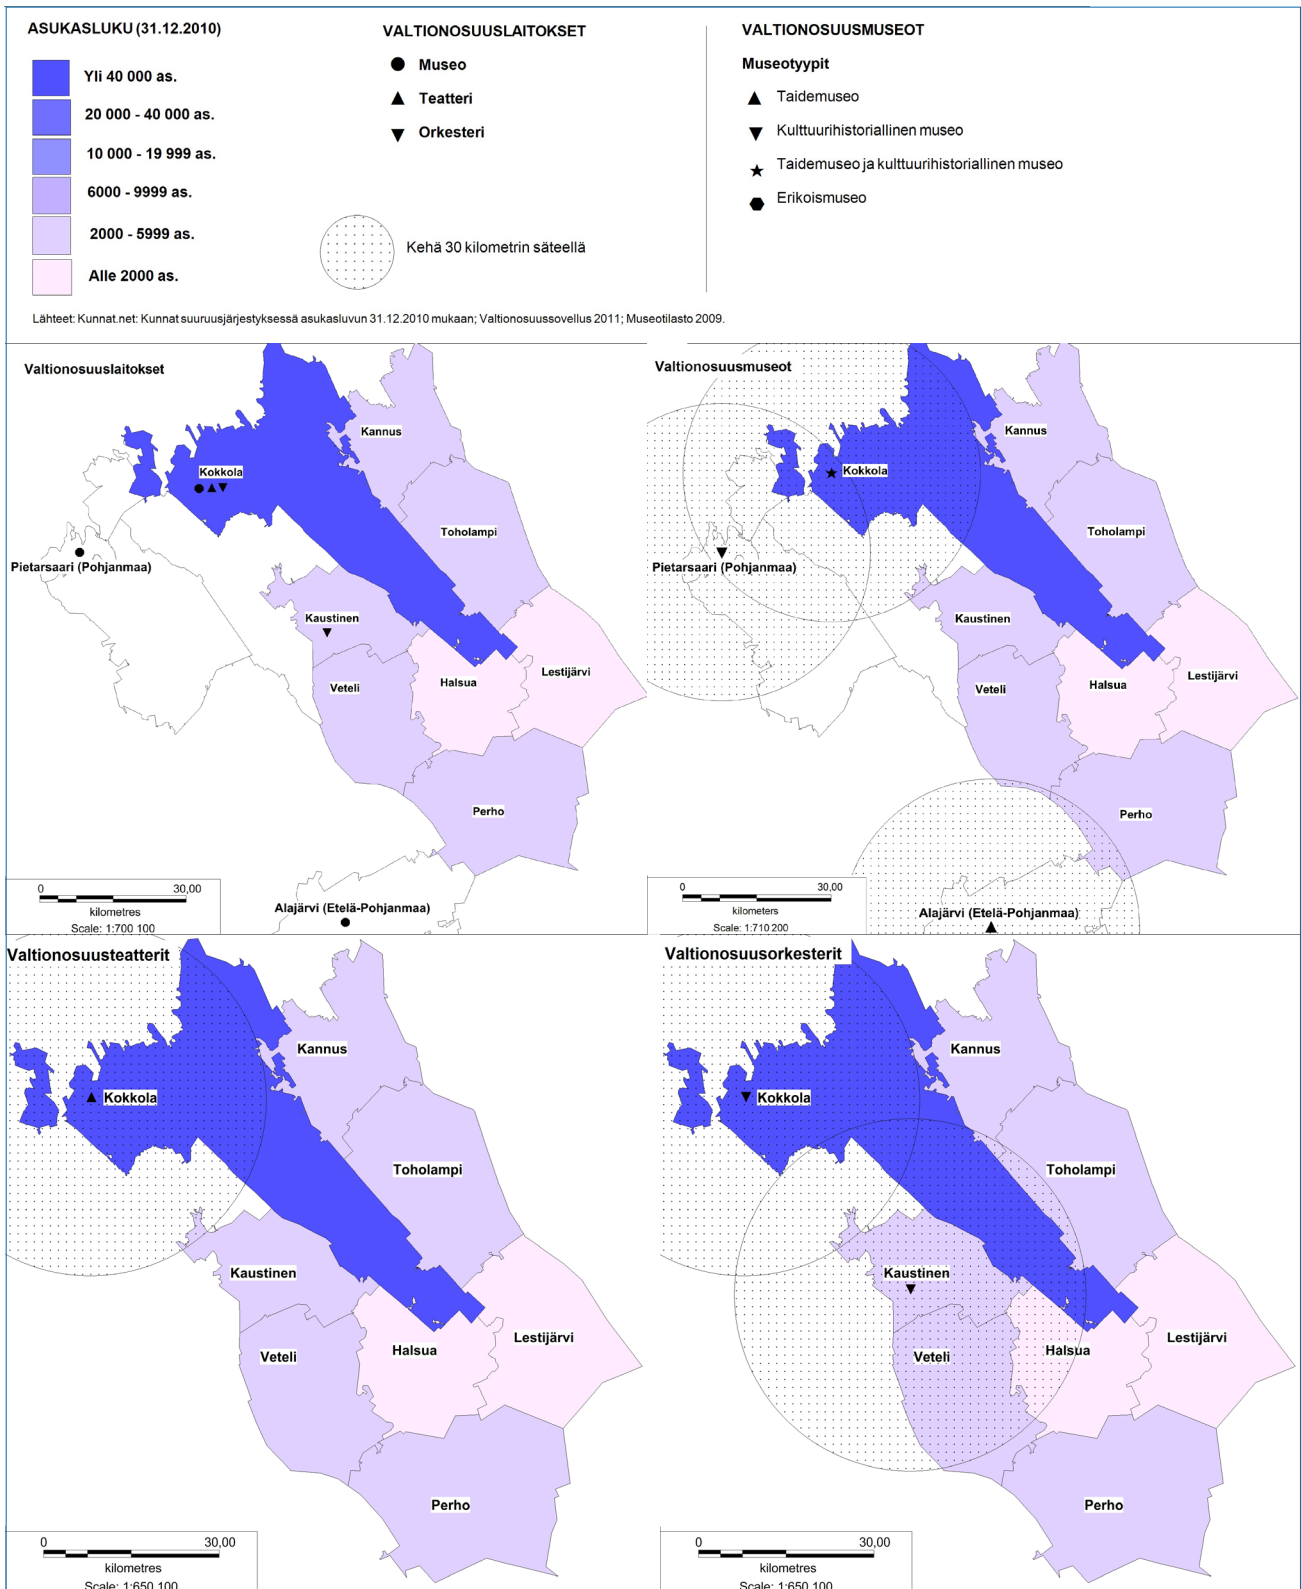 ASUKASLUKU (31.12.2010)
Yli 40 000 as.
20 000 - 40 000 as.
10 000 - 19 999 as.
6000 - 9999 as.
2000 - 5999 as.
Alle 2000 as.
VALTIONOSUUSLAITOKSET
Museo
Teatteri
Orkesteri
Kehä 30 kilometrin säteellä
VALTIONOSUUSMUSEOT
Museotyypit
Taidemuseo
Kulttuurihistoriallinen museo
Taidemuseo ja kulttuurihistoriallinen museo
Erikoismuseo
Lähteet: Kunnat.net: Kunnat suuruusjärjestyksessä asukasluvun 31.12.2010 mukaan; Valtionosuussovellus 2011; Museotilasto 2009.
Valtionosuuslaitokset
Kannus
Kokkola
Toholampi
Pietarsaari (Pohjanmaa)
Kaustinen
Lestijärvi
Halsua
Veteli
Perho
Alajärvi (Etelä-Pohjanmaa)
0 30,00
kilometres
Scale: 1:700 100
Valtionosuusmuseot
Kannus
Kokkola
Toholampi
Pietarsaari (Pohjanmaa)
Kaustinen
Lestijärvi
Halsua
Veteli
Perho
Alajärvi (Etelä-Pohjanmaa)
0 30,00
kilometers
Scale: 1:710 200
Valtionosuusteatterit
Kannus
Kokkola
Toholampi
Kaustinen
Lestijärvi
Halsua
Veteli
Perho
0 30,00
kilometres
Scale: 1:650 100
Valtionosuusorkesterit
Kannus
Kokkola
Toholampi
Kaustinen
Lestijärvi
Halsua
Veteli
Perho
0 30,00
kilometres
Scale: 1:650 100